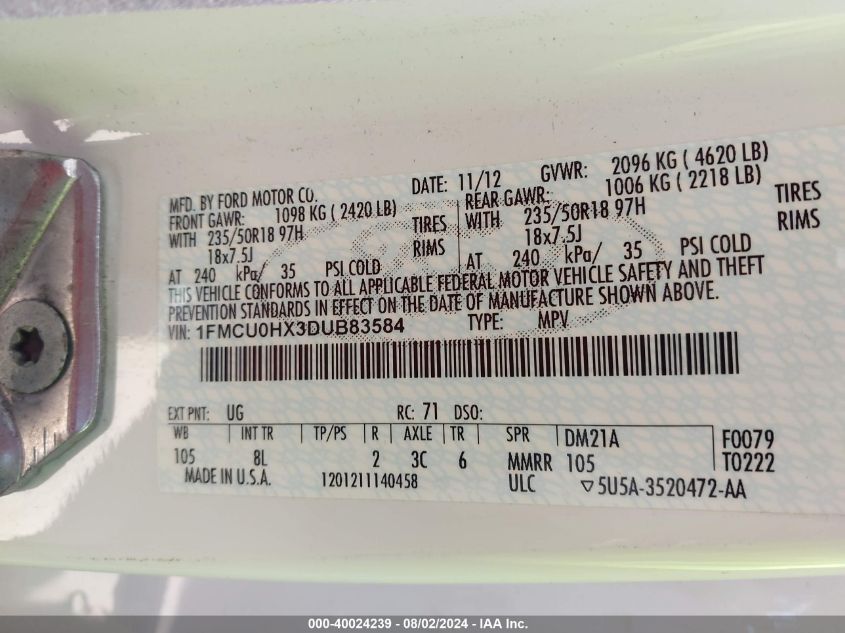 MFD. BY FORD MOTOR CO. DATE: 11/12 GVWR: 2096 KG ( 4620 LB)
FRONT GAWR: 1098 KG ( 2420 LB) REAR GAWR: 1006 KG ( 2218 LB)
WITH 235/50R18 97H TIRES WITH 235/50R18 97H TIRES
18x7.5J RIMS 18x7.5J RIMS
AT 240 kPa/ 35 PSI COLD AT 240 kPa/ 35 PSI COLD
THIS VEHICLE CONFORMS TO ALL APPLICABLE FEDERAL MOTOR VEHICLE SAFETY AND THEFT
PREVENTION STANDARDS IN EFFECT ON THE DATE OF MANUFACTURE SHOWN ABOVE.
VIN: 1FMCU0HX3DUB83584 TYPE: MPV
EXT PNT: UG RC: 71 DSO:
WB INT TR TP/PS R AXLE TR SPR DM21A F0079
105 8L 2 3C 6 MMRR 105 T0222
MADE IN U.S.A. 1201211140458 ULC ▽5U5A-3520472-AA
000-40024239 - 08/02/2024 - IAA Inc.